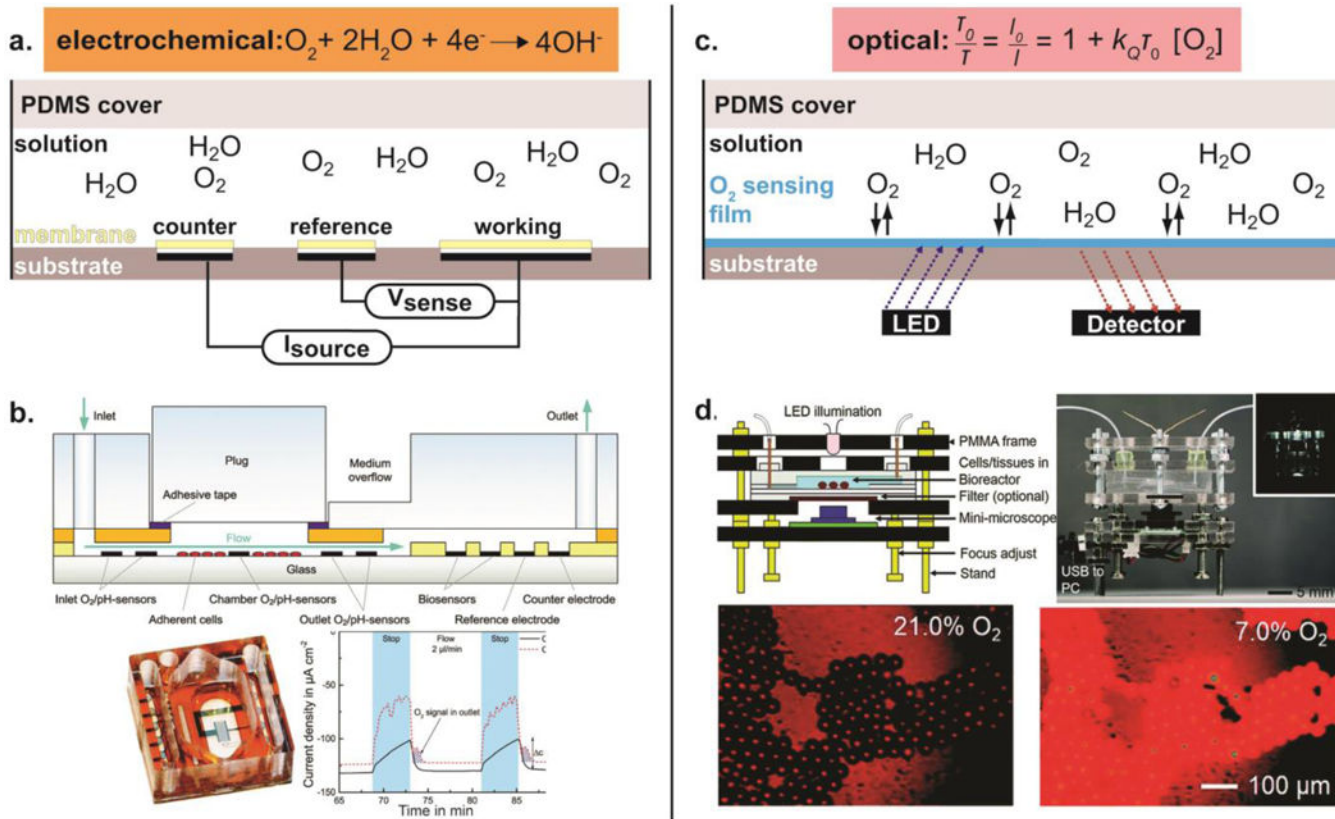 a.
electrochemical: O₂ + 2H₂O + 4e⁻ → 4OH⁻
PDMS cover
solution
H₂O
H₂O
O₂
O₂
H₂O
O₂
H₂O
O₂
membrane
counter
reference
working
substrate
Vsense
Isource
b.
Inlet
Outlet
Plug
Medium
overflow
Adhesive tape
Flow
Glass
Inlet O₂/pH-sensors
Chamber O₂/pH-sensors
Biosensors
Counter electrode
Adherent cells
Outlet O₂/pH-sensors
Reference electrode
Current density in µA cm⁻²
0
-50
-100
-150
Stop
Flow
2 µl/min
Stop
O₂ signal in outlet
Δc
65 70 75 80 85
Time in min
c.
optical: τ₀/τ = I₀/I = 1 + k_Q τ₀ [O₂]
PDMS cover
solution
H₂O
O₂
H₂O
O₂ sensing
film
O₂
O₂
H₂O
O₂
H₂O
O₂
substrate
LED
Detector
d.
LED illumination
PMMA frame
Cells/tissues in
Bioreactor
Filter (optional)
Mini-microscope
Focus adjust
Stand
USB to
PC
5 mm
21.0% O₂
7.0% O₂
100 µm